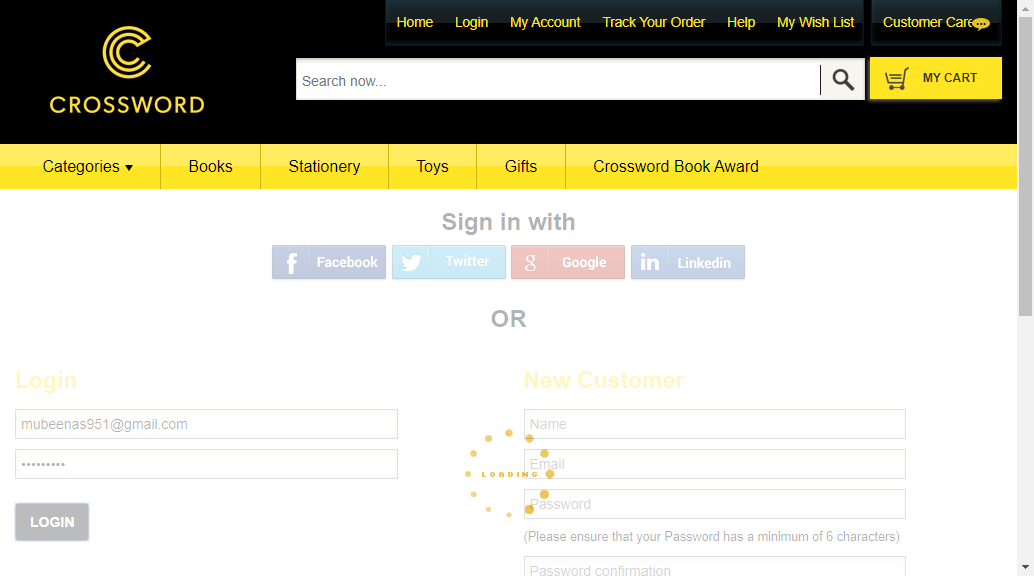 Home Login My Account Track Your Order Help My Wish List Customer Care
CROSSWORD
Search now...
MY CART
Categories Books Stationery Toys Gifts Crossword Book Award
Sign in with
Facebook Twitter Google Linkedin
OR
Login
mubeenas951@gmail.com
•••••••••
LOGIN
New Customer
Name
Email
LOADING
Password
(Please ensure that your Password has a minimum of 6 characters)
Password confirmation